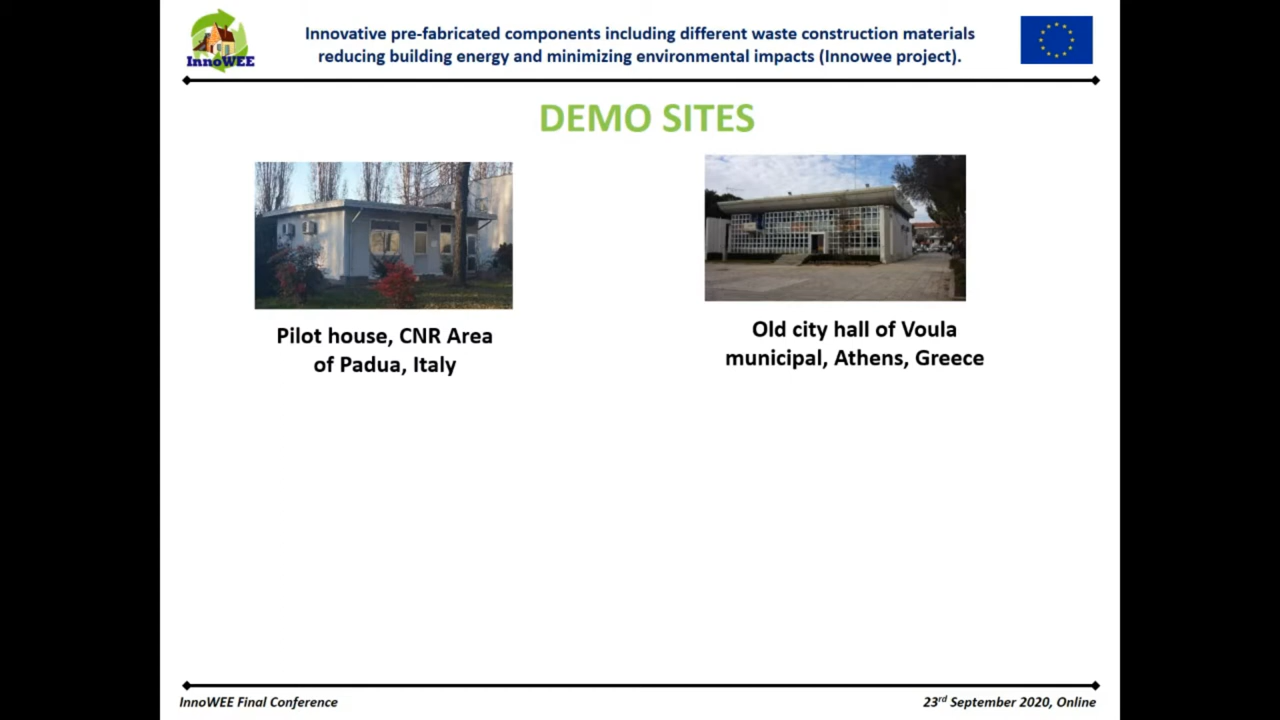 InnoWEE
Innovative pre-fabricated components including different waste construction materials
reducing building energy and minimizing environmental impacts (Innowee project).
DEMO SITES
Pilot house, CNR Area
of Padua, Italy
Old city hall of Voula
municipal, Athens, Greece
InnoWEE Final Conference
23rd September 2020, Online